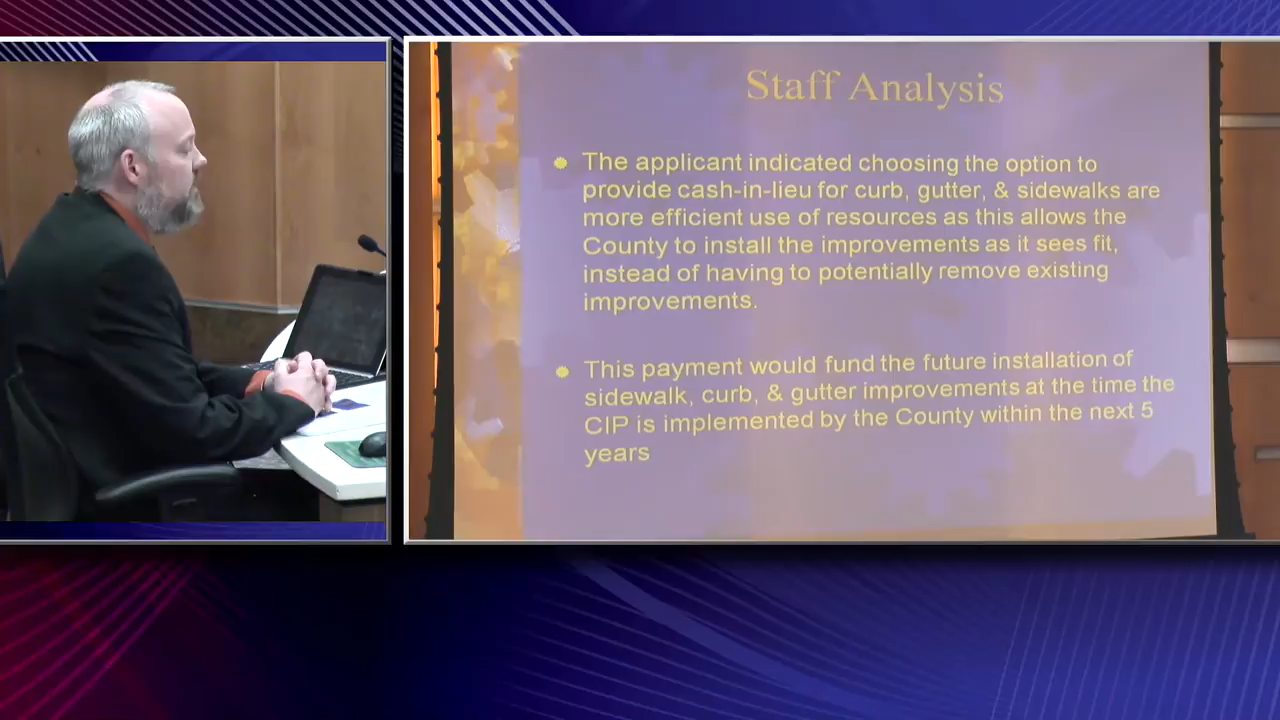 Staff Analysis
The applicant indicated choosing the option to
provide cash-in-lieu for curb, gutter, & sidewalks are
more efficient use of resources as this allows the
County to install the improvements as it sees fit,
instead of having to potentially remove existing
improvements.
This payment would fund the future installation of
sidewalk, curb, & gutter improvements at the time the
CIP is implemented by the County within the next 5
years